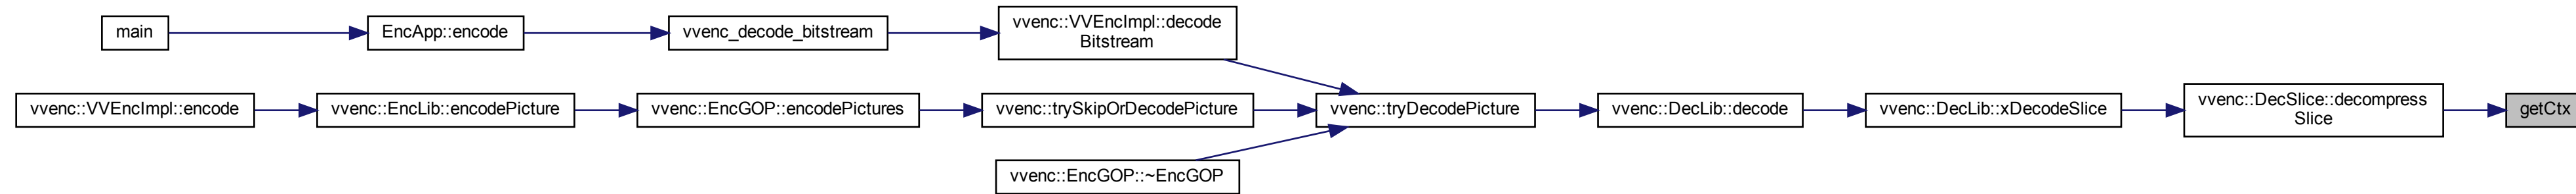 main
EncApp::encode
vvenc_decode_bitstream
vvenc::VVEncImpl::decode
Bitstream
vvenc::VVEncImpl::encode
vvenc::EncLib::encodePicture
vvenc::EncGOP::encodePictures
vvenc::trySkipOrDecodePicture
vvenc::tryDecodePicture
vvenc::DecLib::decode
vvenc::DecLib::xDecodeSlice
vvenc::DecSlice::decompress
Slice
getCtx
vvenc::EncGOP::~EncGOP